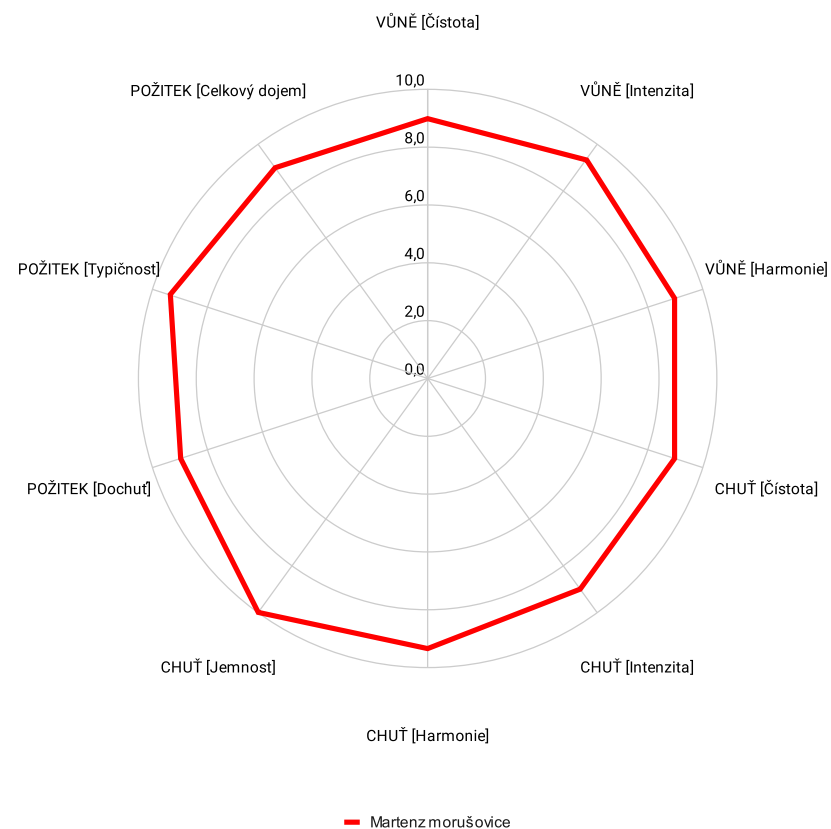 VŮNĚ [Čístota]
POŽITEK [Celkový dojem]
10,0
VŮNĚ [Intenzita]
8,0
6,0
POŽITEK [Typičnost]
4,0
VŮNĚ [Harmonie]
2,0
0,0
POŽITEK [Dochuť]
CHUŤ [Čístota]
CHUŤ [Jemnost]
CHUŤ [Intenzita]
CHUŤ [Harmonie]
Martenz morušovice